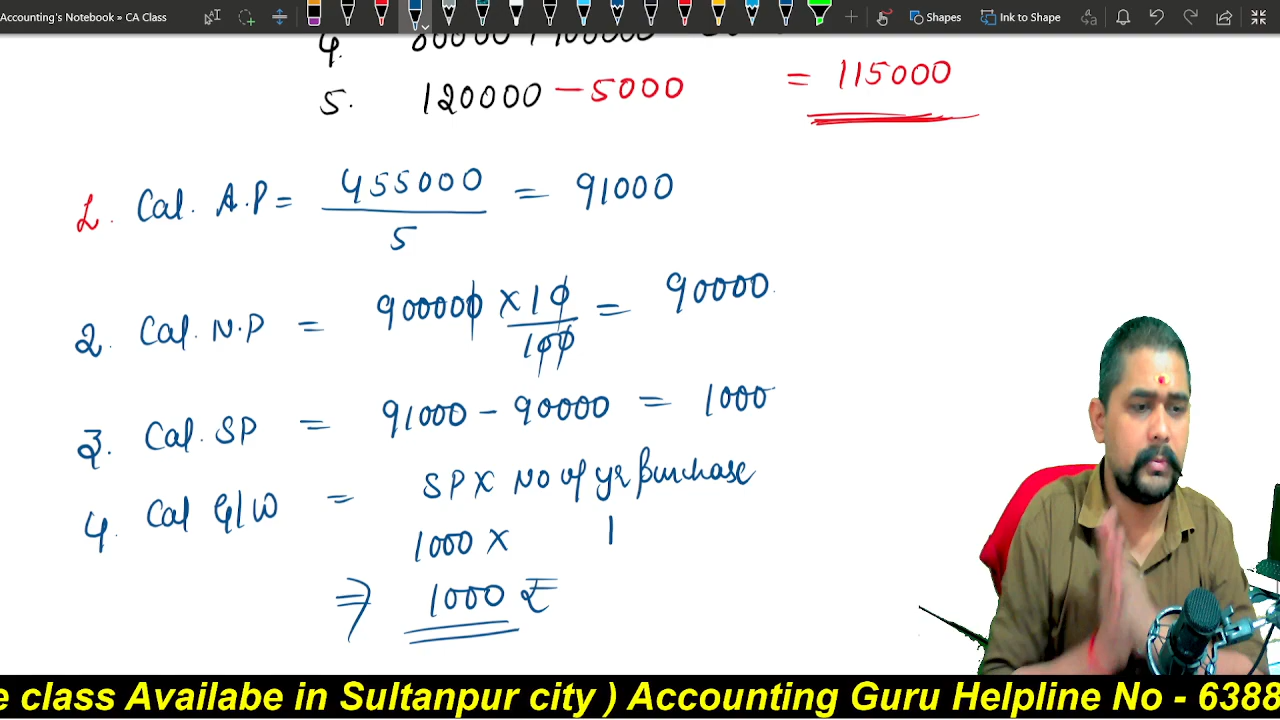 Accounting's Notebook » CA Class Shapes Ink to Shape
4.
5. 120000 - 5000 = 115000
1. Cal. A.P = 455000 / 5 = 91000
2. Cal. N.P = 900000 × 10 / 100 = 90000
3. Cal. SP = 91000 - 90000 = 1000
4. Cal G/W = SP X No of yr purchase
1000 X 1
⇒ 1000 ₹
e class Availabe in Sultanpur city ) Accounting Guru Helpline No - 6388